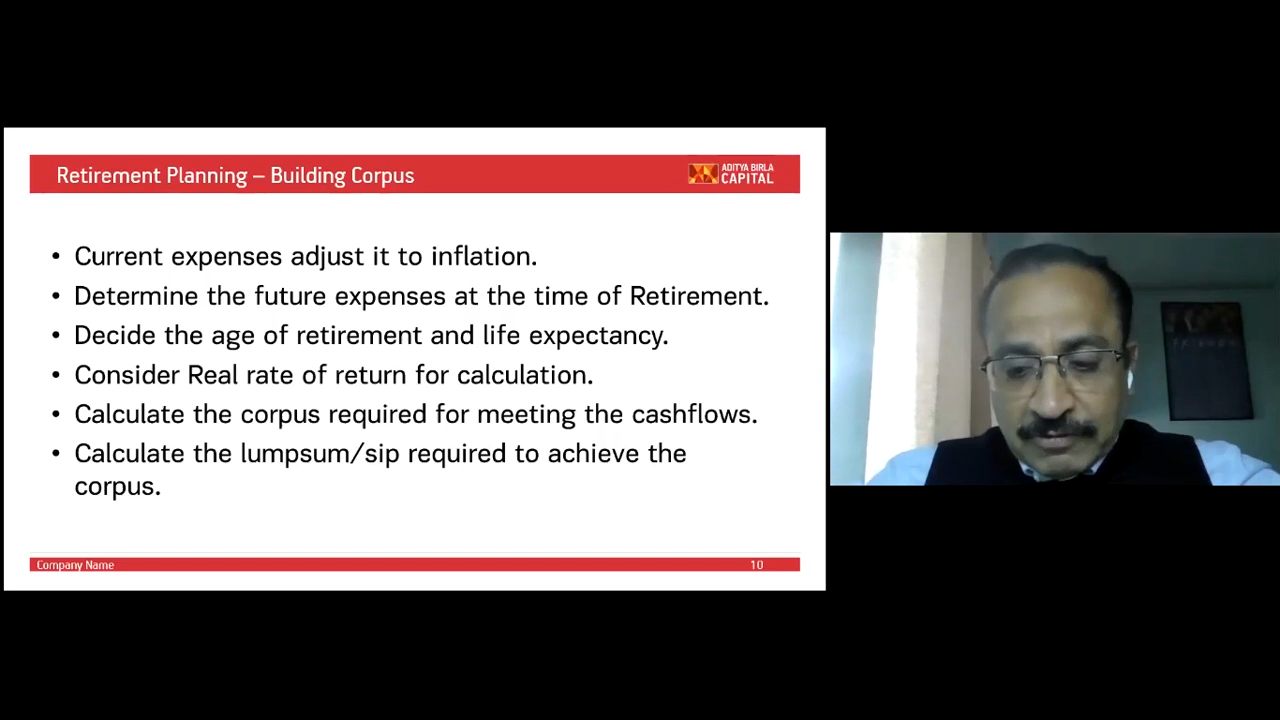 Retirement Planning – Building Corpus
ADITYA BIRLA
CAPITAL
• Current expenses adjust it to inflation.
• Determine the future expenses at the time of Retirement.
• Decide the age of retirement and life expectancy.
• Consider Real rate of return for calculation.
• Calculate the corpus required for meeting the cashflows.
• Calculate the lumpsum/sip required to achieve the
corpus.
Company Name
10
FRIENDS